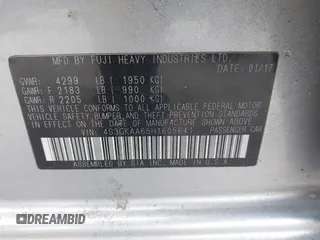 MFD BY FUJI HEAVY INDUSTRIES LTD.
DATE 01/17
GVWR: 4299 LB ( 1950 KG)
GAWR: F 2183 LB ( 990 KG)
GAWR: R 2205 LB ( 1000 KG)
THIS VEHICLE CONFORMS TO ALL APPLICABLE FEDERAL MOTOR
VEHICLE SAFETY, BUMPER, AND THEFT PREVENTION STANDARDS
IN EFFECT ON THE DATE OF MANUFACTURE SHOWN ABOVE.
VIN: 4S3GKAA65H1605641 PASSENGER CAR
ASSEMBLED BY SIA INC. IN U.S.A.
DREAMBID